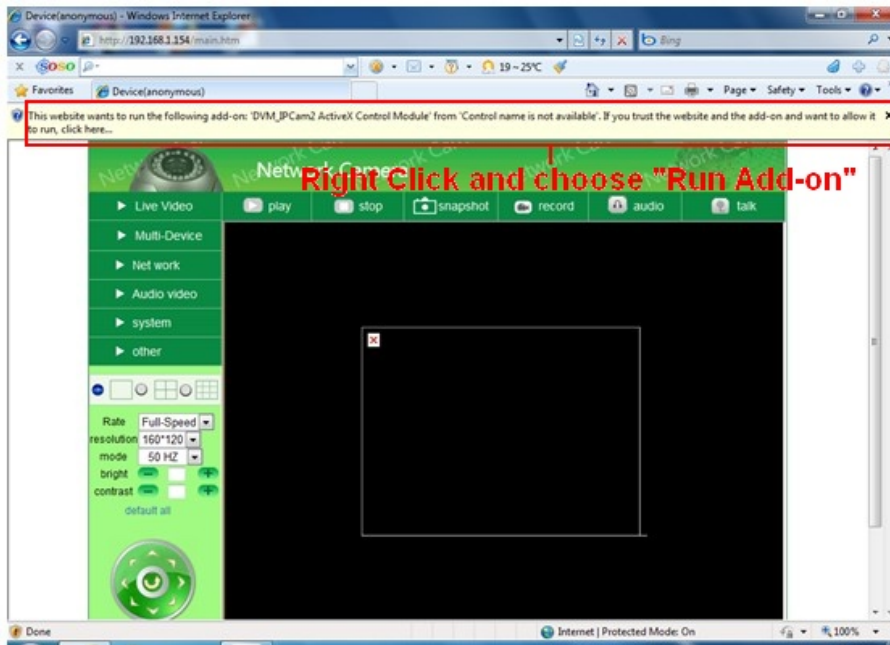 Device(anonymous) - Windows Internet Explorer
http://192.168.1.154/main.htm
Bing
SOSO
19~25℃
Favorites
Device(anonymous)
Page
Safety
Tools
This website wants to run the following add-on: 'DVM_IPCam2 ActiveX Control Module' from 'Control name is not available'. If you trust the website and the add-on and want to allow it
to run, click here...
Network Camera
Right Click and choose "Run Add-on"
Live Video
play
stop
snapshot
record
audio
talk
Multi-Device
Net work
Audio video
system
other
Rate Full-Speed
resolution 160*120
mode 50 HZ
bright
contrast
default all
Done
Internet | Protected Mode: On
100%